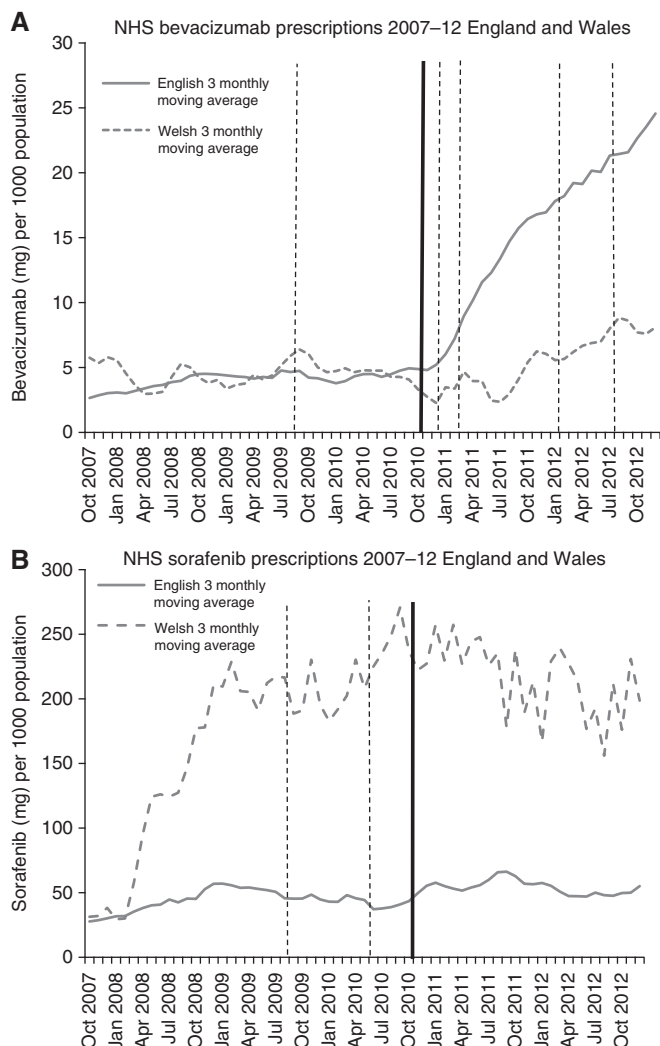 A
NHS bevacizumab prescriptions 2007–12 England and Wales
30
25
20
15
10
5
0
Bevacizumab (mg) per 1000 population
English 3 monthly
moving average
Welsh 3 monthly
moving average
Oct 2007
Jan 2008
Apr 2008
Jul 2008
Oct 2008
Jan 2009
Apr 2009
Jul 2009
Oct 2009
Jan 2010
Apr 2010
Jul 2010
Oct 2010
Jan 2011
Apr 2011
Jul 2011
Oct 2011
Jan 2012
Apr 2012
Jul 2012
Oct 2012
B
NHS sorafenib prescriptions 2007–12 England and Wales
300
250
200
150
100
50
0
Sorafenib (mg) per 1000 population
English 3 monthly
moving average
Welsh 3 monthly
moving average
Oct 2007
Jan 2008
Apr 2008
Jul 2008
Oct 2008
Jan 2009
Apr 2009
Jul 2009
Oct 2009
Jan 2010
Apr 2010
Jul 2010
Oct 2010
Jan 2011
Apr 2011
Jul 2011
Oct 2011
Jan 2012
Apr 2012
Jul 2012
Oct 2012